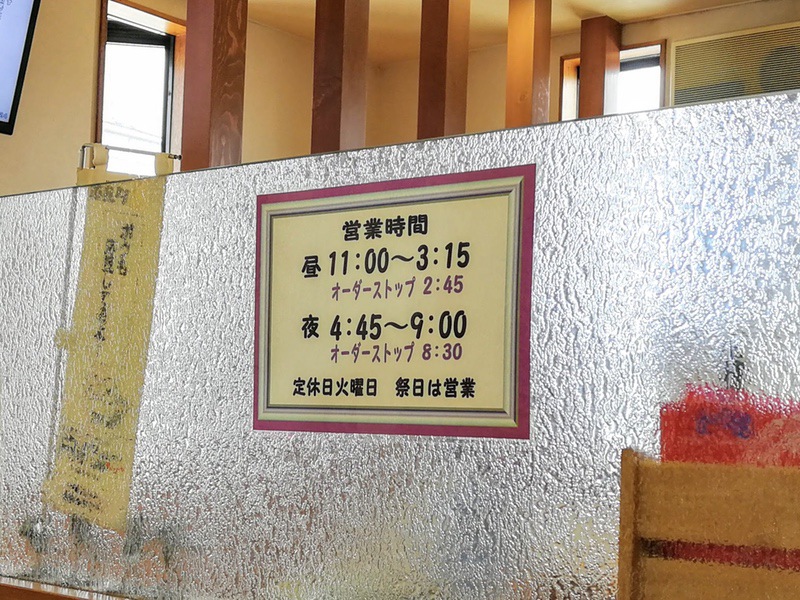 営業時間
昼 11:00～3:15
オーダーストップ 2:45
夜 4:45～9:00
オーダーストップ 8:30
定休日火曜日 祭日は営業